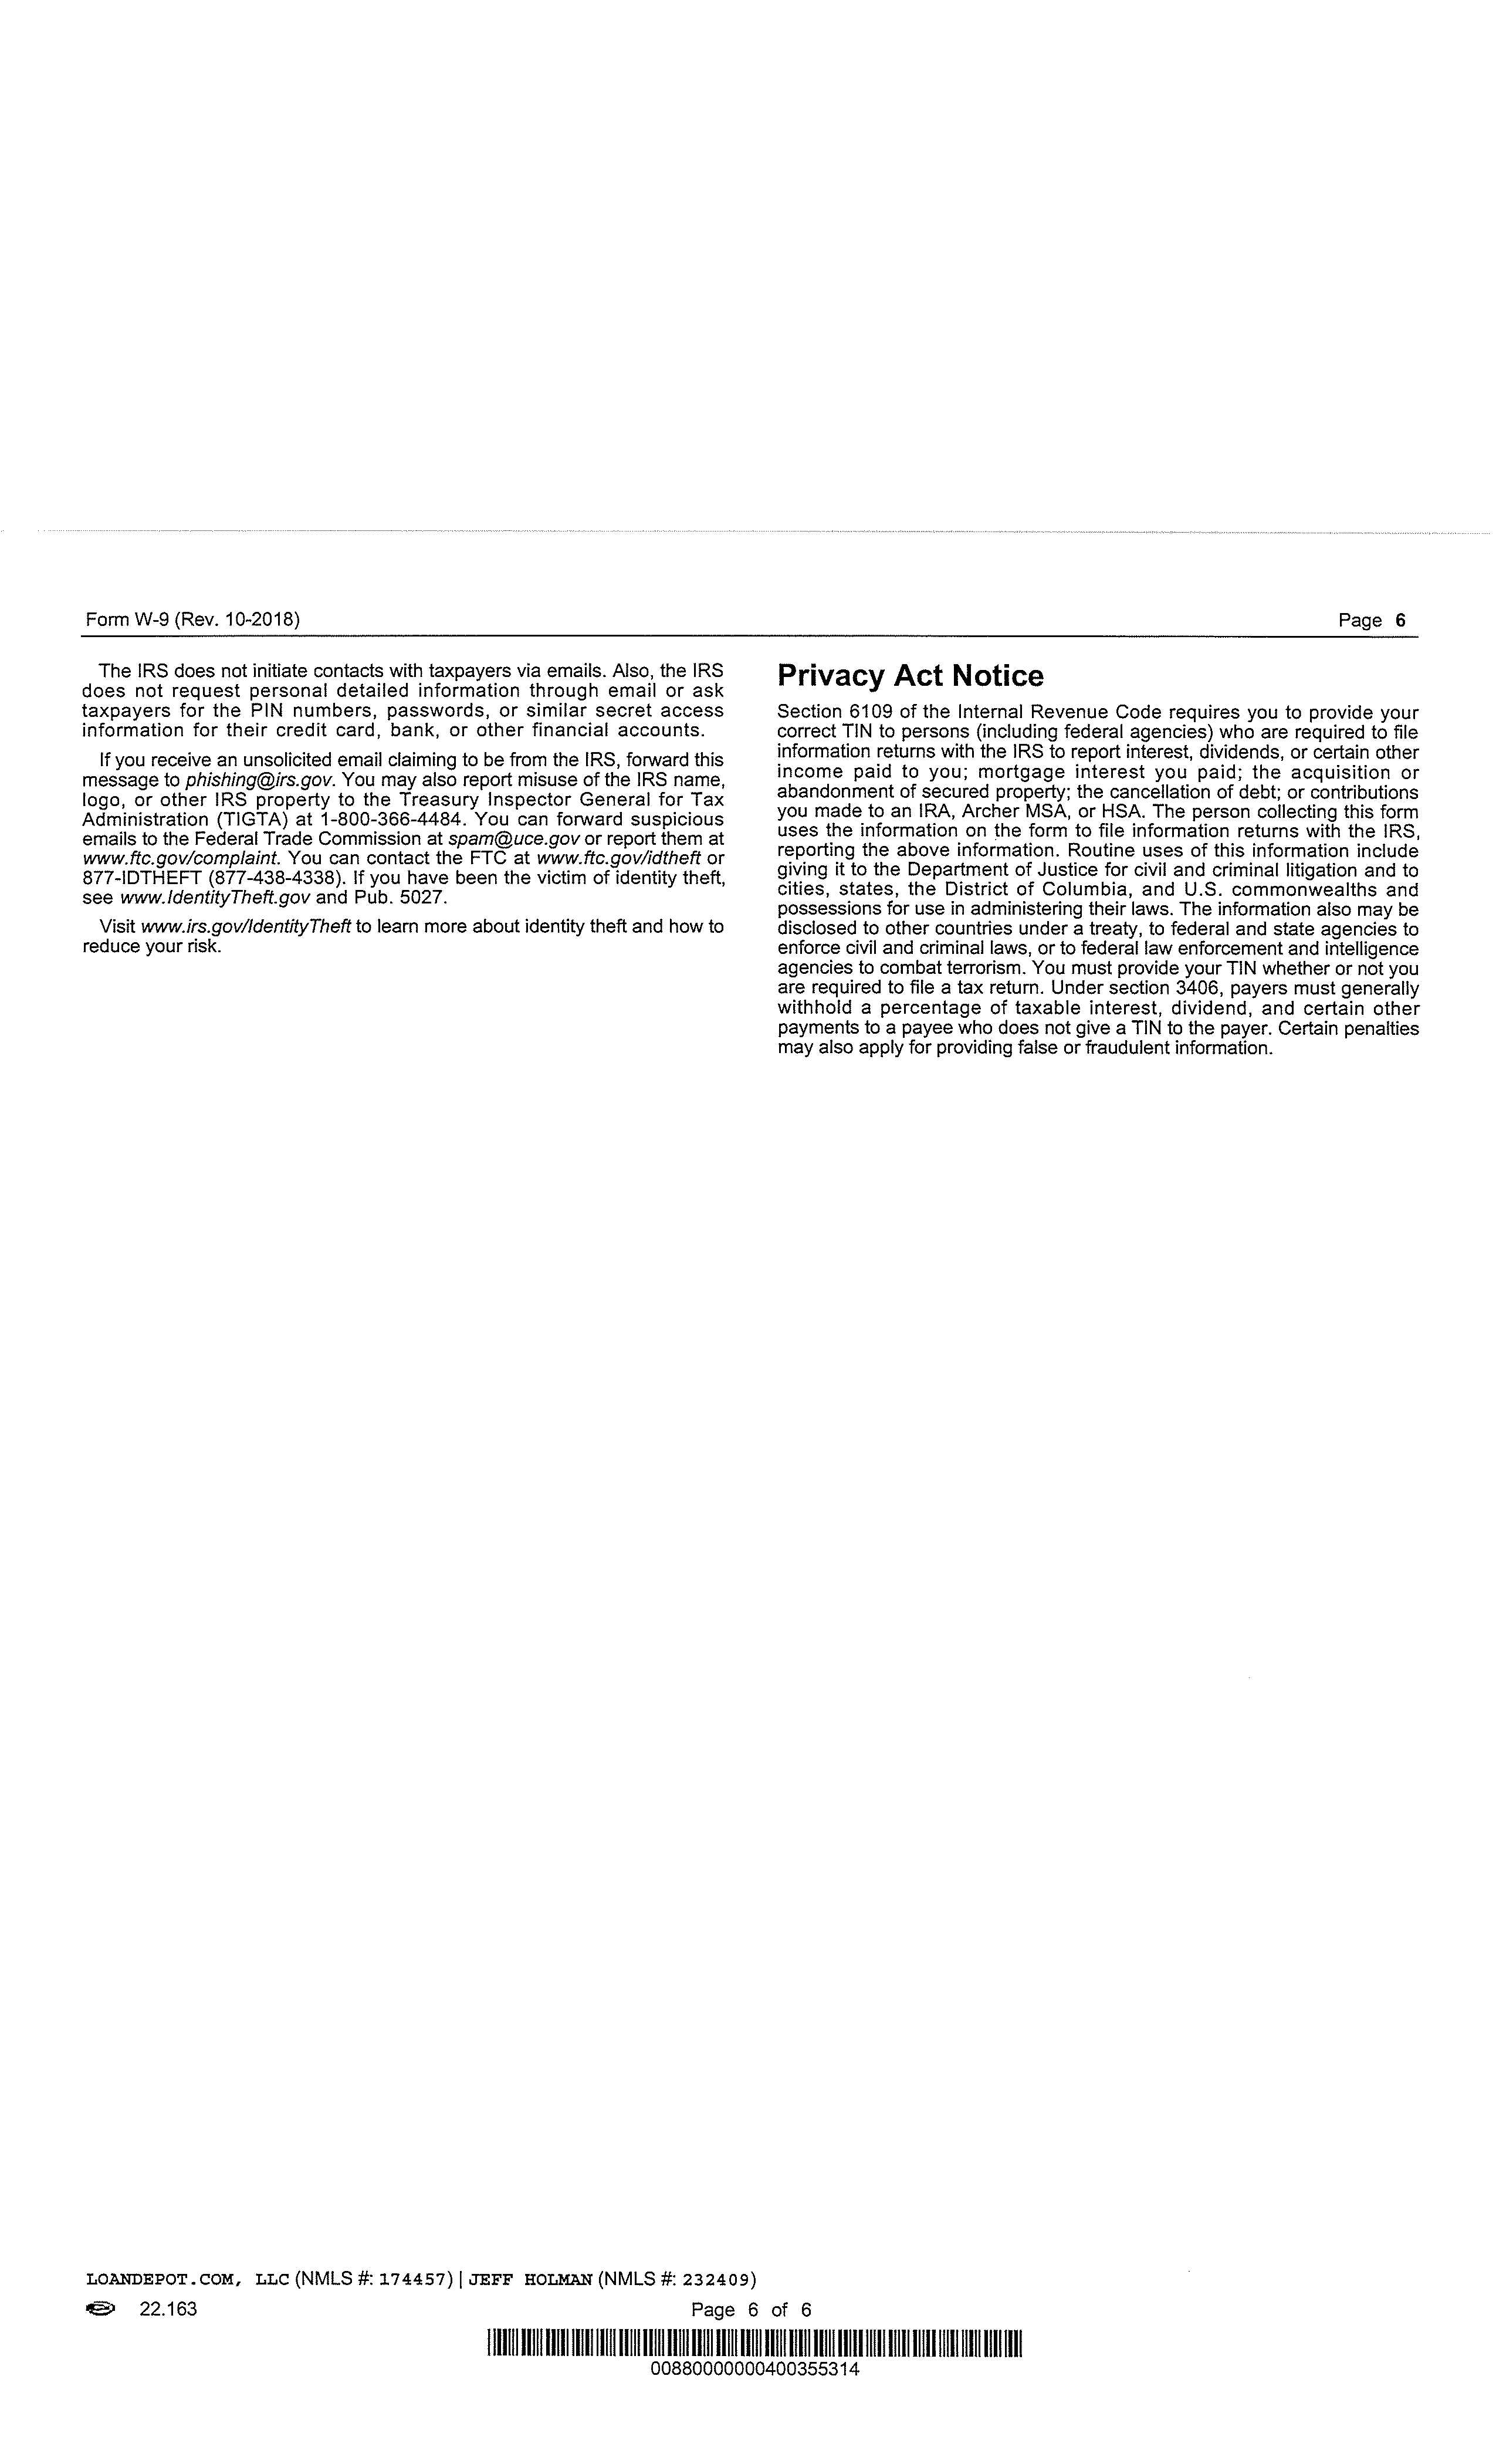 Form W-9 (Rev. 10-2018)
Page 6
The IRS does not initiate contacts with taxpayers via emails. Also, the IRS
does not request personal detailed information through email or ask
taxpayers for the PIN numbers, passwords, or similar secret access
information for their credit card, bank, or other financial accounts.
If you receive an unsolicited email claiming to be from the IRS, forward this
message to phishing@irs.gov. You may also report misuse of the IRS name,
logo, or other IRS property to the Treasury Inspector General for Tax
Administration (TIGTA) at 1-800-366-4484. You can forward suspicious
emails to the Federal Trade Commission at spam@uce.gov or report them at
www.ftc.gov/complaint. You can contact the FTC at www.ftc.gov/idtheft or
877-IDTHEFT (877-438-4338). If you have been the victim of identity theft,
see www.IdentityTheft.gov and Pub. 5027.
Visit www.irs.gov/IdentityTheft to learn more about identity theft and how to
reduce your risk.
Privacy Act Notice
Section 6109 of the Internal Revenue Code requires you to provide your
correct TIN to persons (including federal agencies) who are required to file
information returns with the IRS to report interest, dividends, or certain other
income paid to you; mortgage interest you paid; the acquisition or
abandonment of secured property; the cancellation of debt; or contributions
you made to an IRA, Archer MSA, or HSA. The person collecting this form
uses the information on the form to file information returns with the IRS,
reporting the above information. Routine uses of this information include
giving it to the Department of Justice for civil and criminal litigation and to
cities, states, the District of Columbia, and U.S. commonwealths and
possessions for use in administering their laws. The information also may be
disclosed to other countries under a treaty, to federal and state agencies to
enforce civil and criminal laws, or to federal law enforcement and intelligence
agencies to combat terrorism. You must provide your TIN whether or not you
are required to file a tax return. Under section 3406, payers must generally
withhold a percentage of taxable interest, dividend, and certain other
payments to a payee who does not give a TIN to the payer. Certain penalties
may also apply for providing false or fraudulent information.
LOANDEPOT.COM, LLC (NMLS #: 174457) | JEFF HOLMAN (NMLS #: 232409)
22.163
Page 6 of 6
00880000000400355314